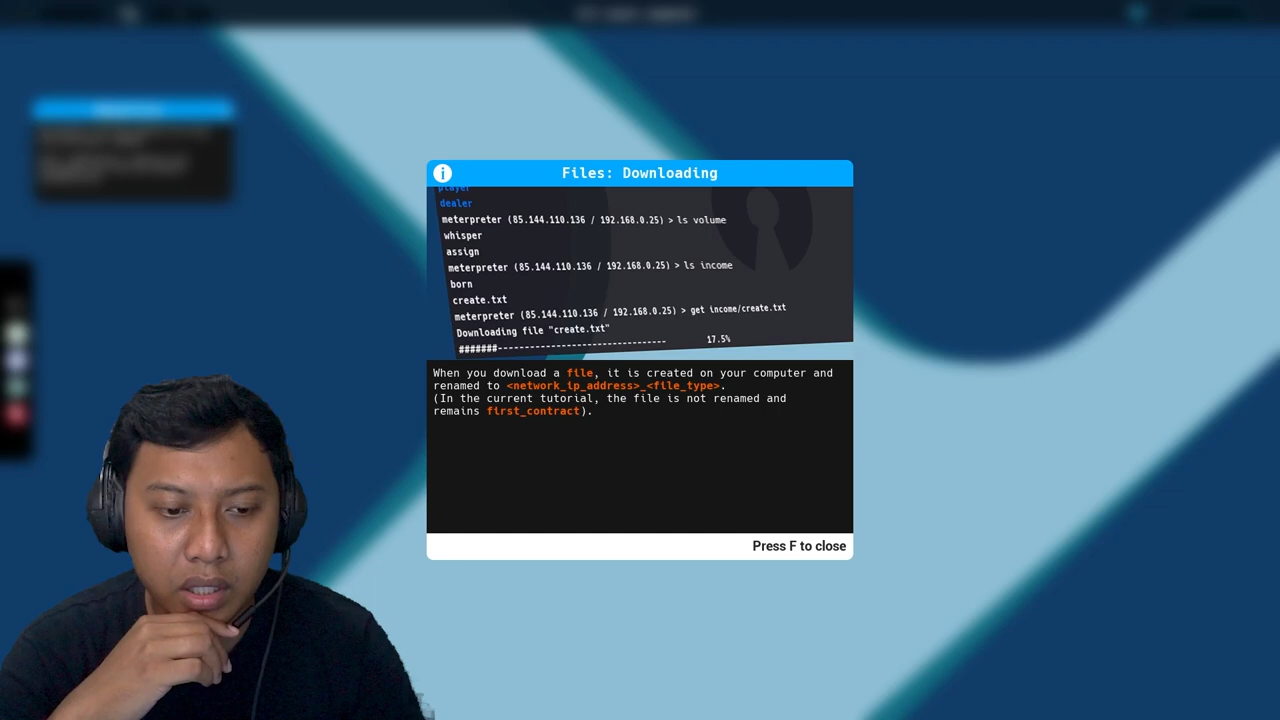 Files: Downloading
player
dealer
meterpreter (85.144.110.136 / 192.168.0.25) > ls volume
whisper
assign
meterpreter (85.144.110.136 / 192.168.0.25) > ls income
born
create.txt
meterpreter (85.144.110.136 / 192.168.0.25) > get income/create.txt
Downloading file "create.txt"
#######-------------------------------- 17.5%
When you download a file, it is created on your computer and
renamed to <network_ip_address>_<file_type>.
(In the current tutorial, the file is not renamed and
remains first_contract).
Press F to close